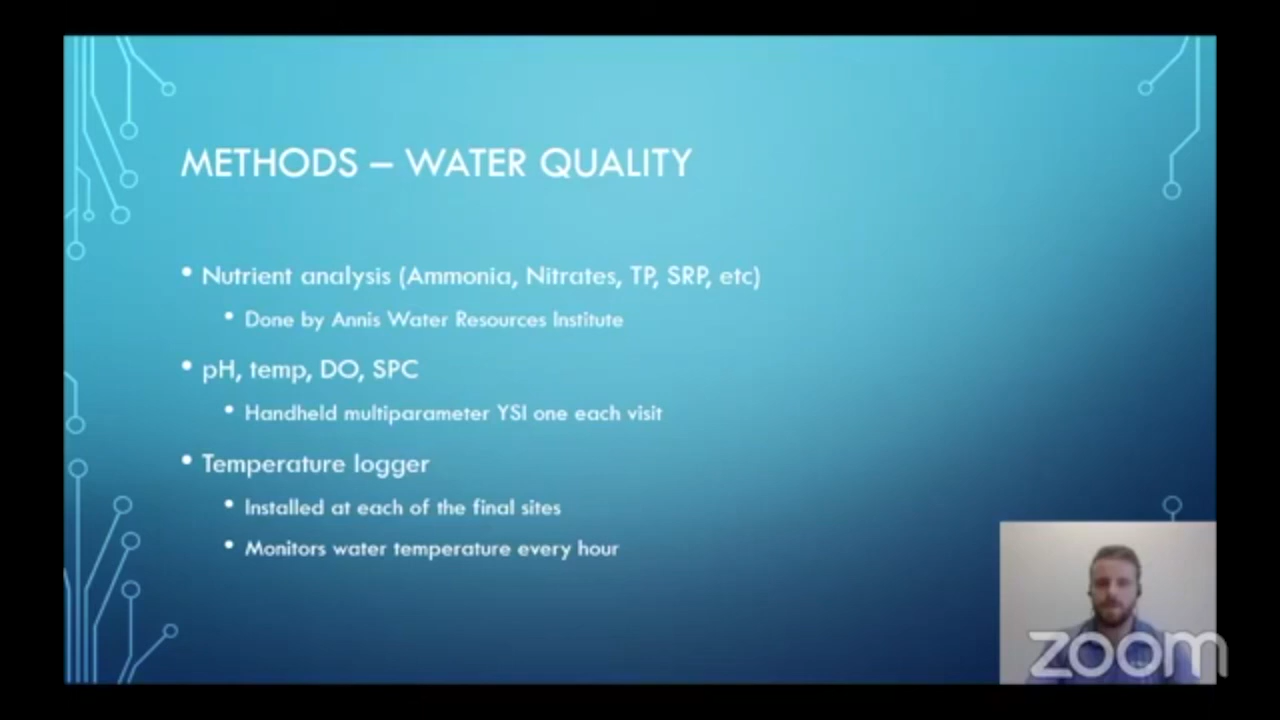 METHODS – WATER QUALITY
• Nutrient analysis (Ammonia, Nitrates, TP, SRP, etc)
• Done by Annis Water Resources Institute
• pH, temp, DO, SPC
• Handheld multiparameter YSI one each visit
• Temperature logger
• Installed at each of the final sites
• Monitors water temperature every hour
zoom